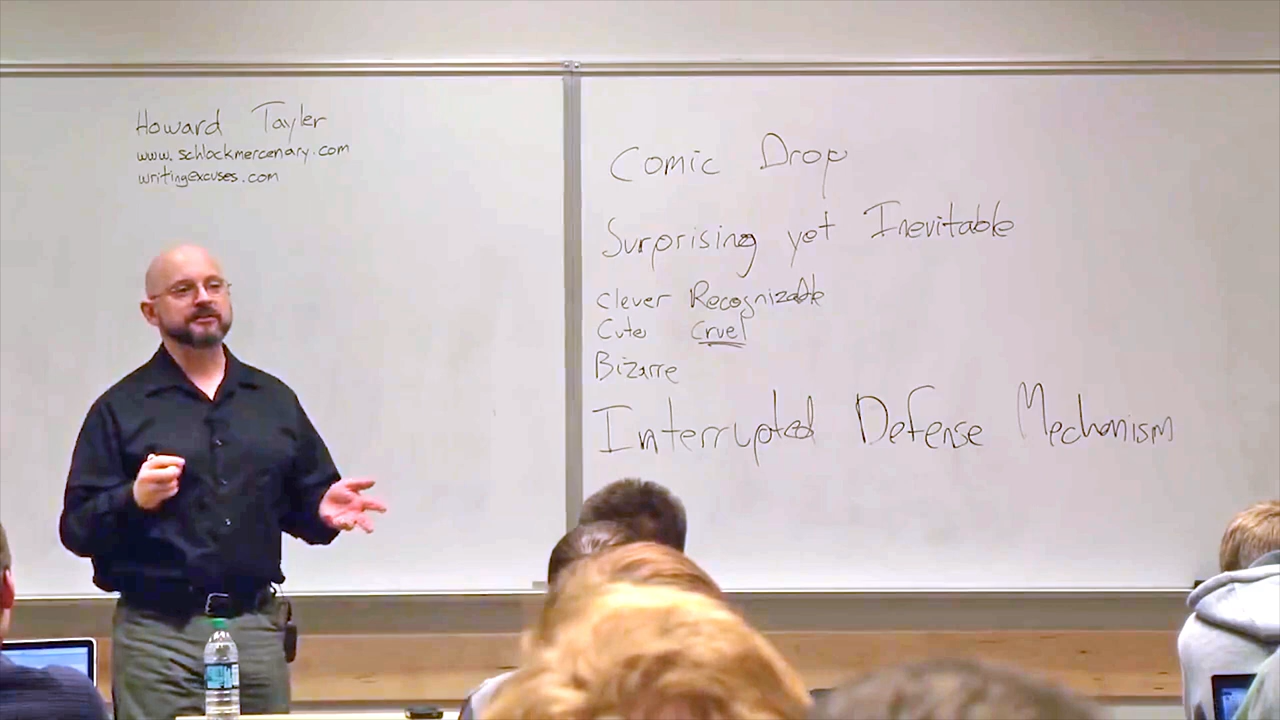 Howard Tayler
www.schlockmercenary.com
writingexcuses.com
Comic Drop
Surprising yet Inevitable
Clever Recognizable
Cute Cruel
Bizarre
Interrupted Defense Mechanism